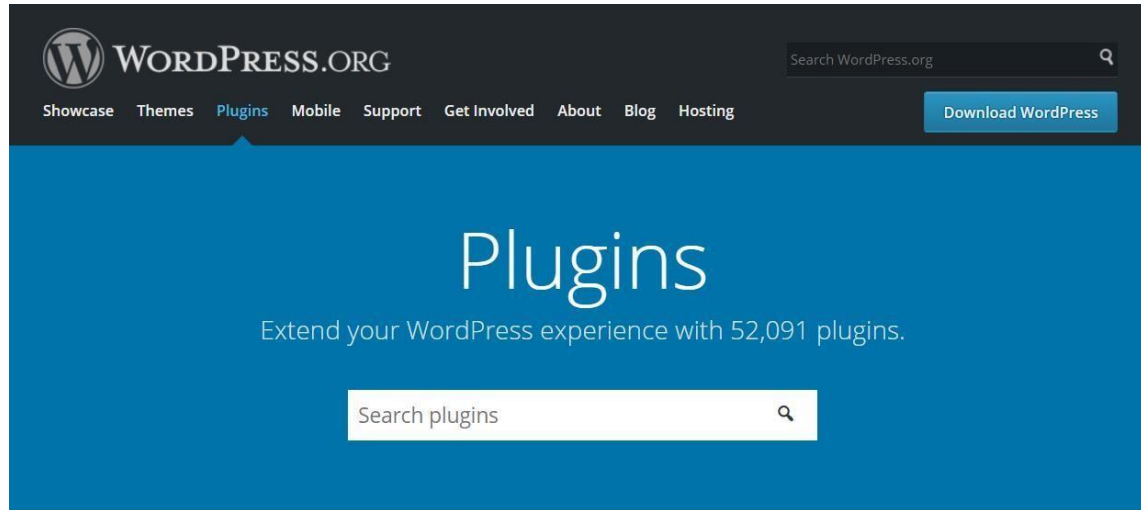 WORDPRESS.ORG
Search WordPress.org
Showcase Themes Plugins Mobile Support Get Involved About Blog Hosting
Download WordPress
Plugins
Extend your WordPress experience with 52,091 plugins.
Search plugins